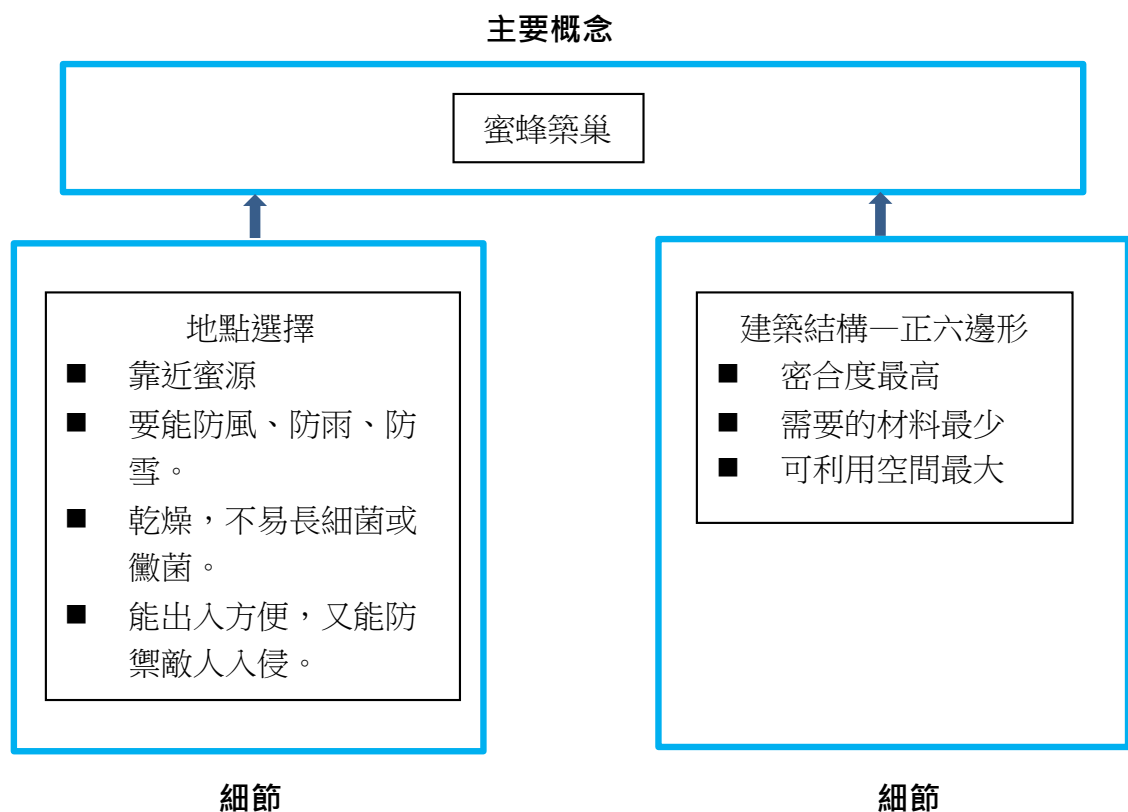 主要概念
蜜蜂築巢
地點選擇
■ 靠近蜜源
■ 要能防風、防雨、防
雪。
■ 乾燥，不易長細菌或
黴菌。
■ 能出入方便，又能防
禦敵人入侵。
細節
建築結構—正六邊形
■ 密合度最高
■ 需要的材料最少
■ 可利用空間最大
細節